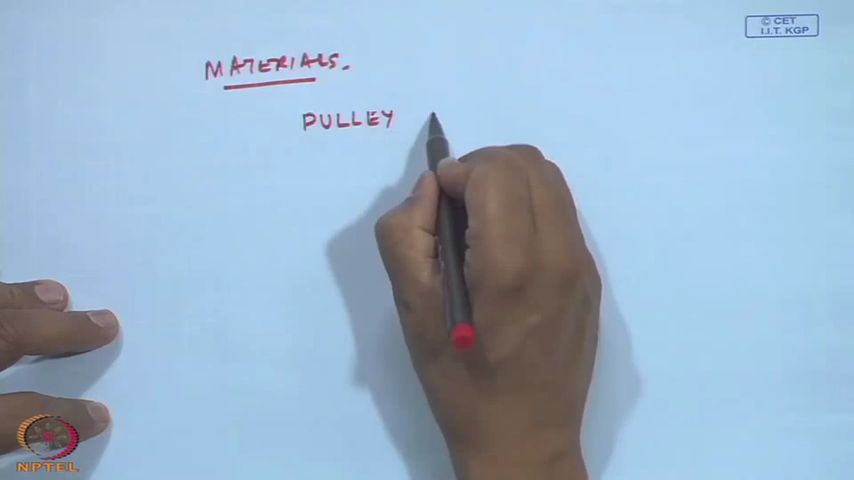 © CET
I.I.T. KGP
MATERIALS.
PULLEY
NPTEL